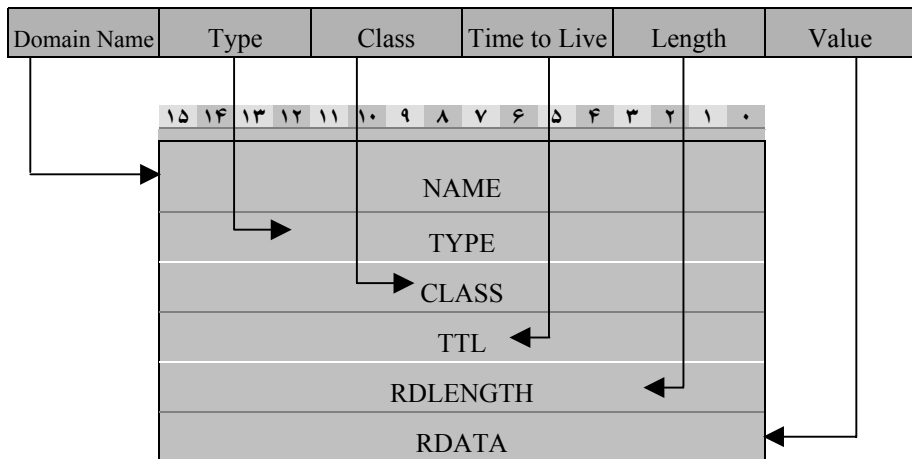 Domain Name Type Class Time to Live Length Value
۱۵ ۱۴ ۱۳ ۱۲ ۱۱ ۱۰ ۹ ۸ ۷ ۶ ۵ ۴ ۳ ۲ ۱ ۰
NAME
TYPE
CLASS
TTL
RDLENGTH
RDATA